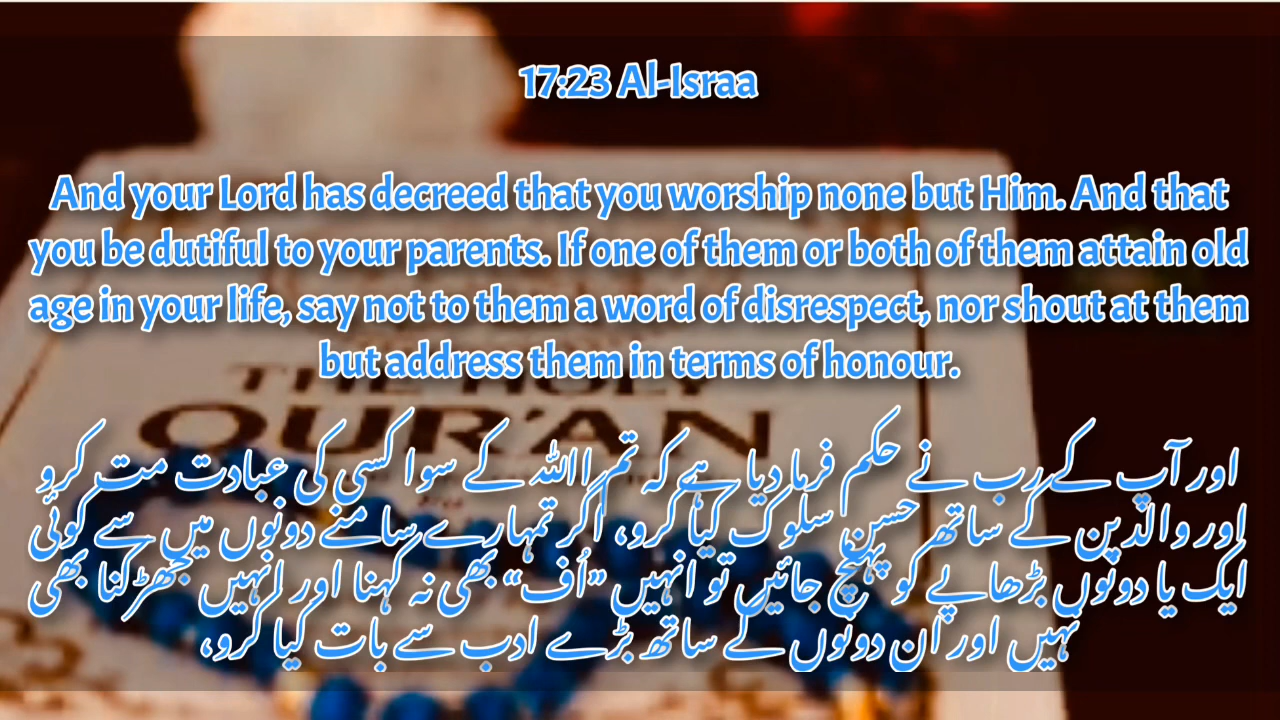 17:23 Al-Israa
And your Lord has decreed that you worship none but Him. And that
you be dutiful to your parents. If one of them or both of them attain old
age in your life, say not to them a word of disrespect, nor shout at them
but address them in terms of honour.
THE HOLY
QUR'AN
اور آپ کے رب نے حکم فرما دیا ہے کہ تم اﷲ کے سوا کسی کی عبادت مت کرو
اور والدین کے ساتھ حسنِ سلوک کیا کرو، اگر تمہارے سامنے دونوں میں سے کوئی
ایک یا دونوں بڑھاپے کو پہنچ جائیں تو انہیں ”اُف“ بھی نہ کہنا اور انہیں جھڑکنا بھی
نہیں اور ان دونوں کے ساتھ بڑے ادب سے بات کیا کرو،